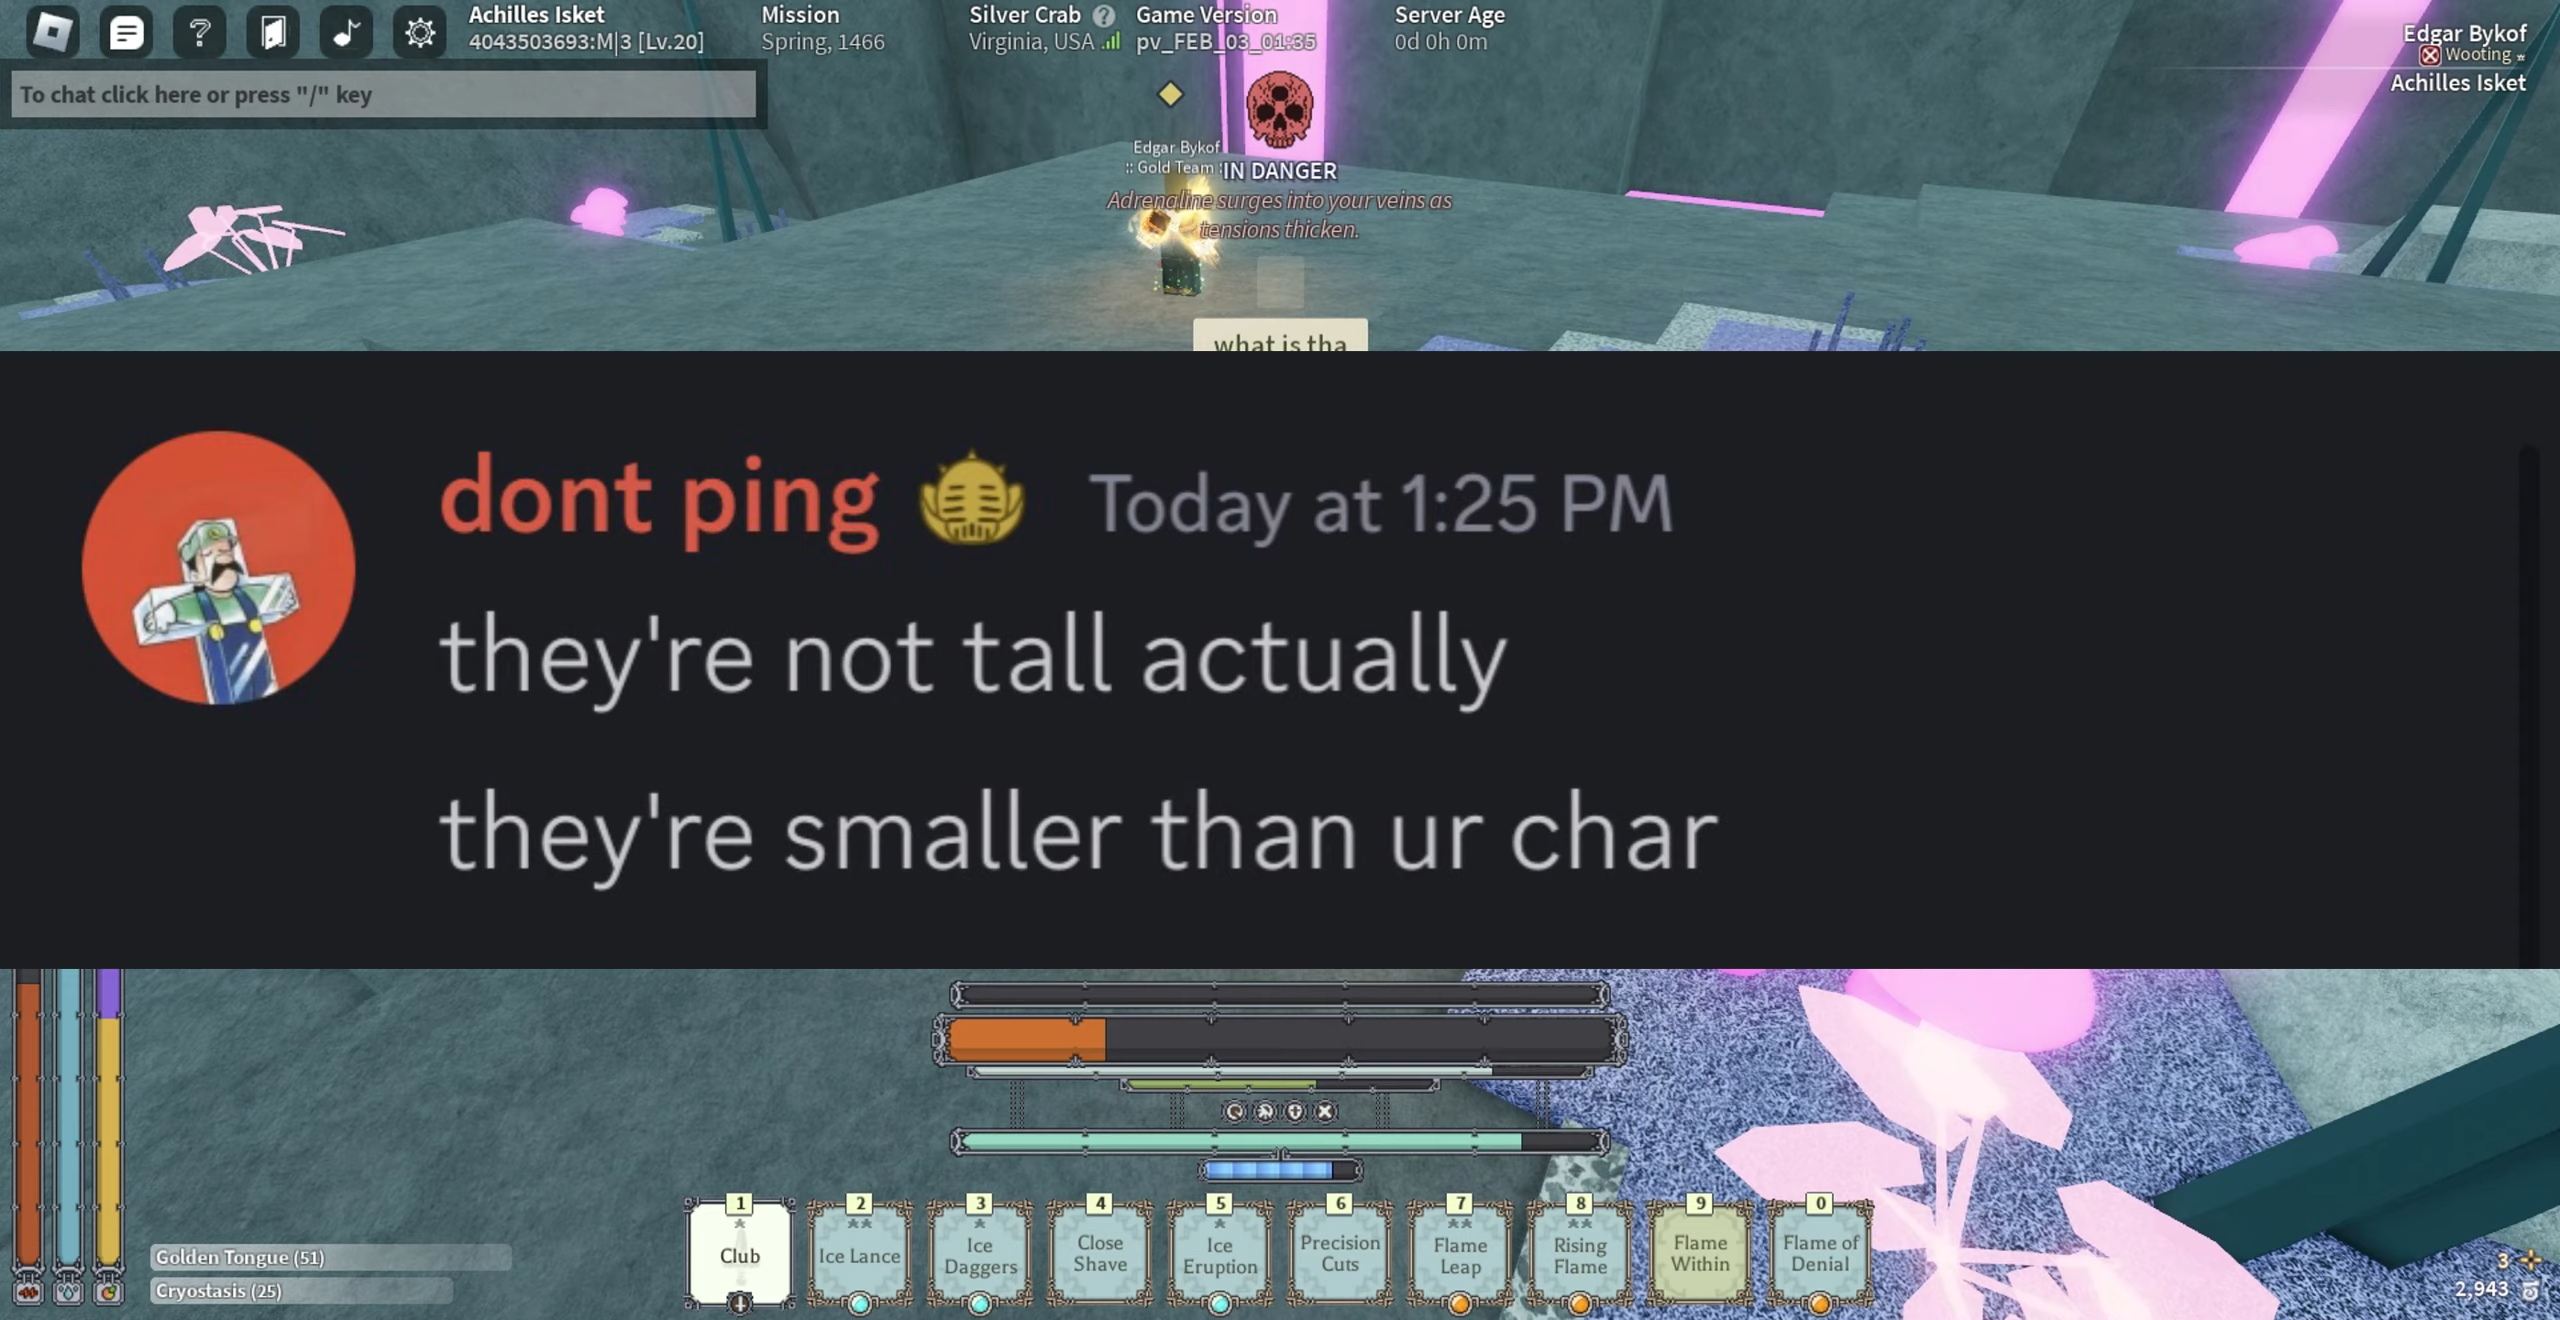 Achilles Isket
4043503693:M|3 [Lv.20]
Mission
Spring, 1466
Silver Crab ?
Virginia, USA
Game Version
pv_FEB_03_01:35
Server Age
0d 0h 0m
Edgar Bykof
Wooting
Achilles Isket
To chat click here or press "/" key
Edgar Bykof
:: Gold Team :
IN DANGER
Adrenaline surges into your veins as
tensions thicken.
what is tha
dont ping Today at 1:25 PM
they're not tall actually
they're smaller than ur char
Golden Tongue (51)
Cryostasis (25)
1
Club
2
Ice Lance
3
Ice
Daggers
4
Close
Shave
5
Ice
Eruption
6
Precision
Cuts
7
Flame
Leap
8
Rising
Flame
9
Flame
Within
0
Flame of
Denial
3
2,943